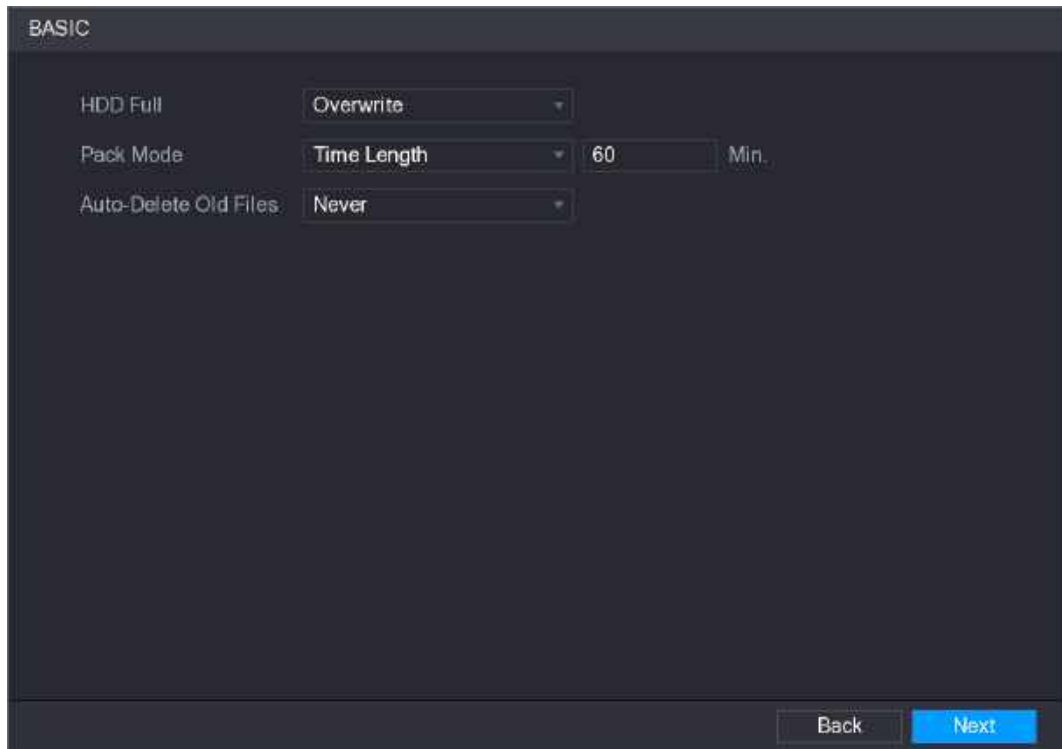 BASIC
HDD Full Overwrite
Pack Mode Time Length 60 Min.
Auto-Delete Old Files Never
Back Next